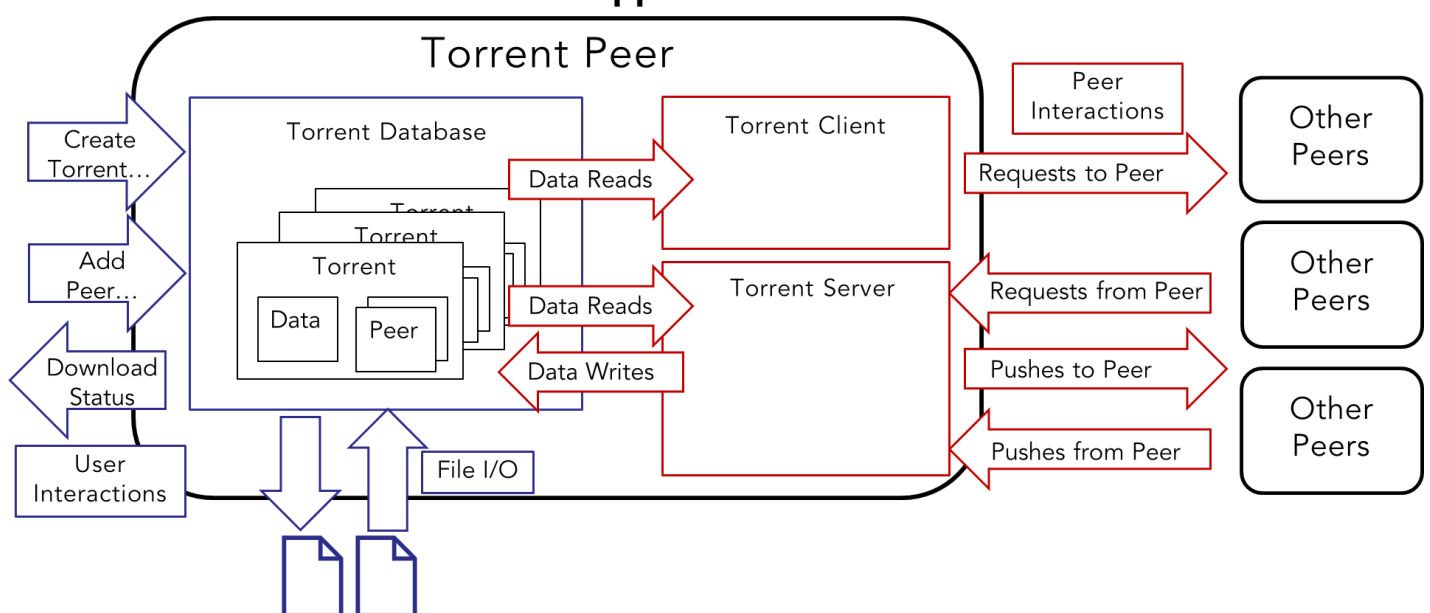 Torrent Peer
Create
Torrent...
Add
Peer...
Download
Status
User
Interactions
Torrent Database
Torrent
Torrent
Torrent
Data
Peer
Data Reads
Data Reads
Data Writes
File I/O
Torrent Client
Torrent Server
Peer
Interactions
Requests to Peer
Requests from Peer
Pushes to Peer
Pushes from Peer
Other
Peers
Other
Peers
Other
Peers